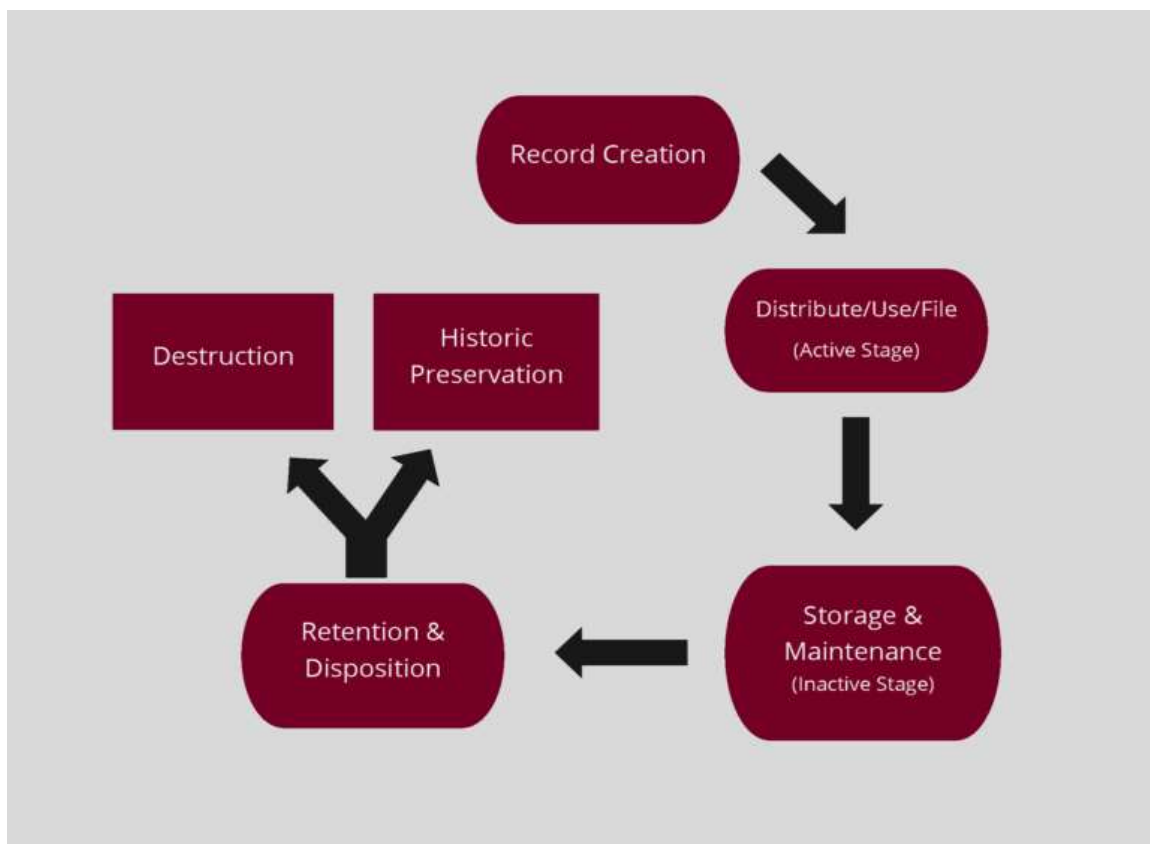 Record Creation
Distribute/Use/File
(Active Stage)
Storage &
Maintenance
(Inactive Stage)
Retention &
Disposition
Destruction
Historic
Preservation